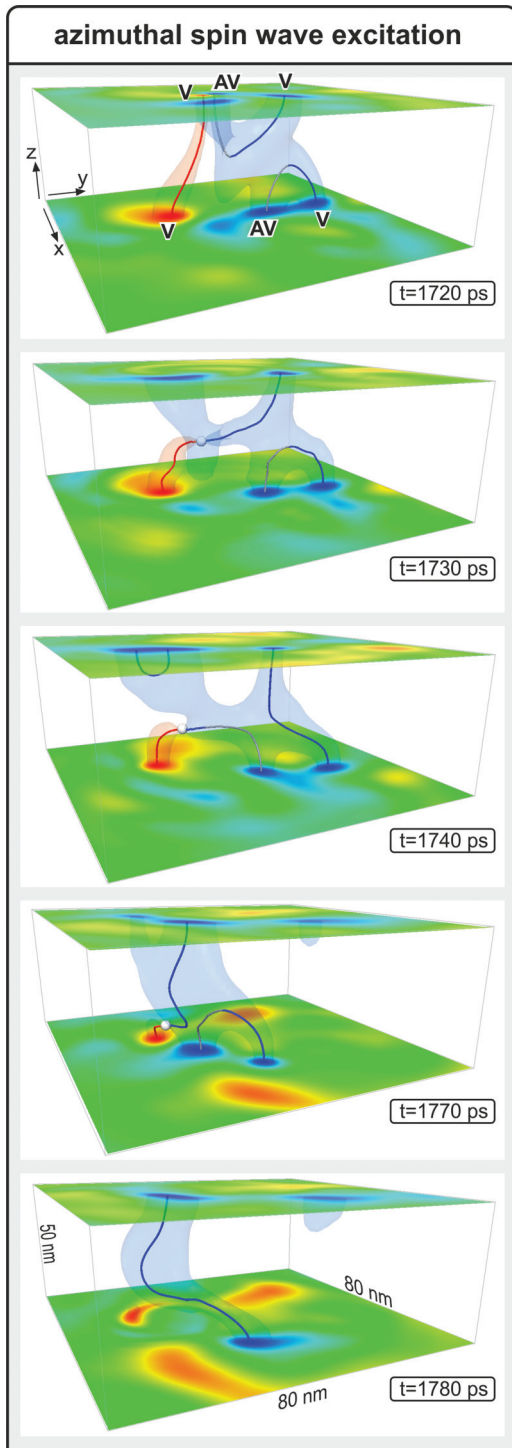 azimuthal spin wave excitation
V AV V
z
y
x
V
AV
V
t=1720 ps
t=1730 ps
t=1740 ps
t=1770 ps
50 nm
80 nm
80 nm
t=1780 ps